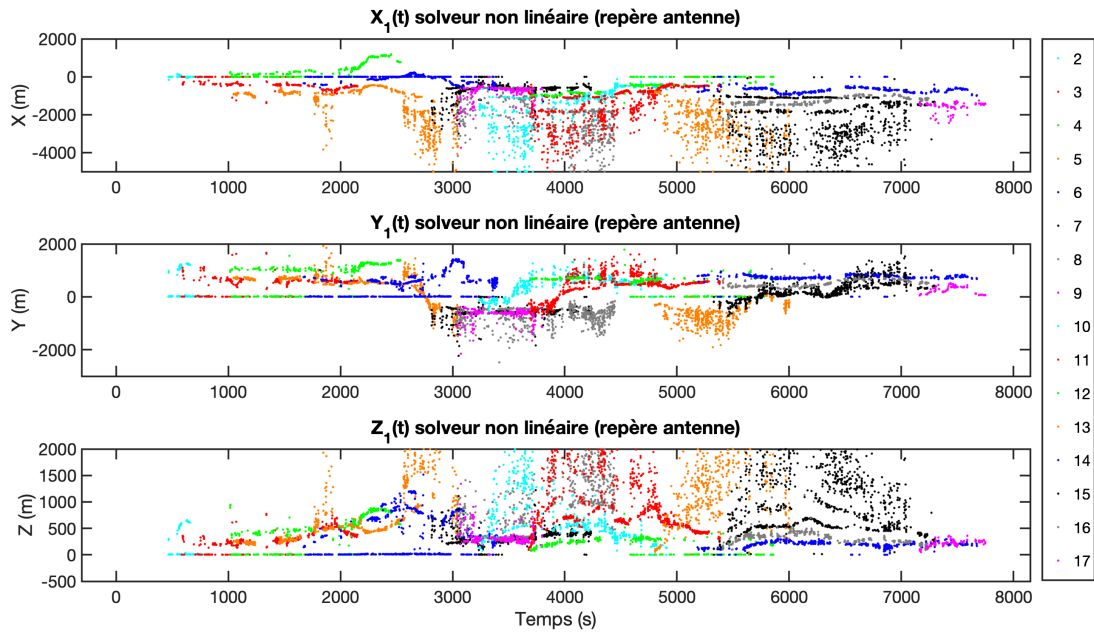 X1(t) solveur non linéaire (repère antenne)
2000
0
-2000
-4000
X (m)
0 1000 2000 3000 4000 5000 6000 7000 8000
Y1(t) solveur non linéaire (repère antenne)
2000
0
-2000
Y (m)
0 1000 2000 3000 4000 5000 6000 7000 8000
Z1(t) solveur non linéaire (repère antenne)
2000
1500
1000
500
0
-500
Z (m)
0 1000 2000 3000 4000 5000 6000 7000 8000
Temps (s)
2
3
4
5
6
7
8
9
10
11
12
13
14
15
16
17